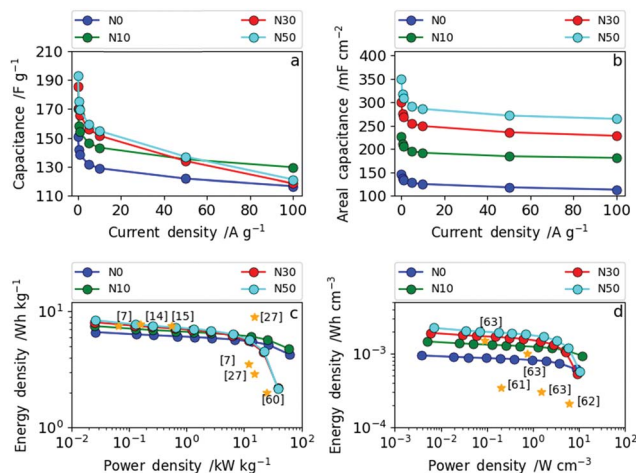 N0 N30
N10 N50
a
Capacitance /F g⁻¹
210
190
170
150
130
110
0 20 40 60 80 100
Current density /A g⁻¹
N0 N30
N10 N50
b
Areal capacitance /mF cm⁻²
400
350
300
250
200
150
100
0 20 40 60 80 100
Current density /A g⁻¹
N0 N30
N10 N50
c
Energy density /Wh kg⁻¹
10¹
10⁰
[7] [14] [15] [27]
[7]
[27]
[60]
10⁻² 10⁻¹ 10⁰ 10¹ 10²
Power density /kW kg⁻¹
N0 N30
N10 N50
d
Energy density /Wh cm⁻³
10⁻³
10⁻⁴
[63]
[63]
[61] [63]
[62]
10⁻³ 10⁻² 10⁻¹ 10⁰ 10¹ 10²
Power density /W cm⁻³